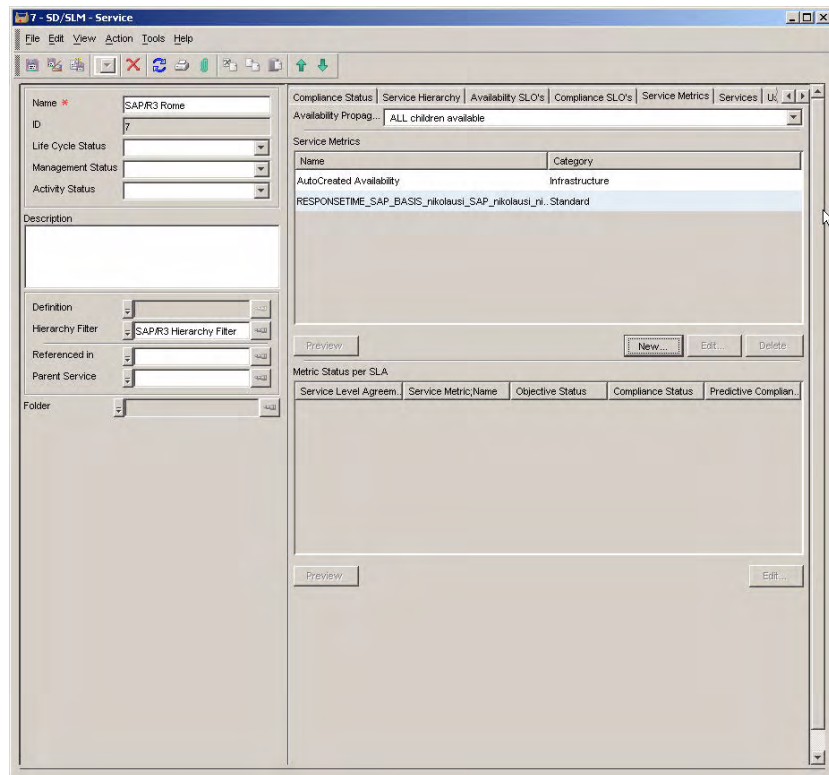 7 - SD/SLM - Service
File Edit View Action Tools Help
Name *
SAP/R3 Rome
ID
7
Life Cycle Status
Management Status
Activity Status
Description
Definition
Hierarchy Filter
SAP/R3 Hierarchy Filter
Referenced in
Parent Service
Folder
Compliance Status Service Hierarchy Availability SLO's Compliance SLO's Service Metrics Services
Availability Propag... ALL children available
Service Metrics
Name Category
AutoCreated Availability Infrastructure
RESPONSETIME_SAP_BASIS_nikolausi_SAP_nikolausi_ni.. Standard
Preview New... Edit... Delete
Metric Status per SLA
Service Level Agreem.. Service Metric;Name Objective Status Compliance Status Predictive Complian..
Preview Edit...